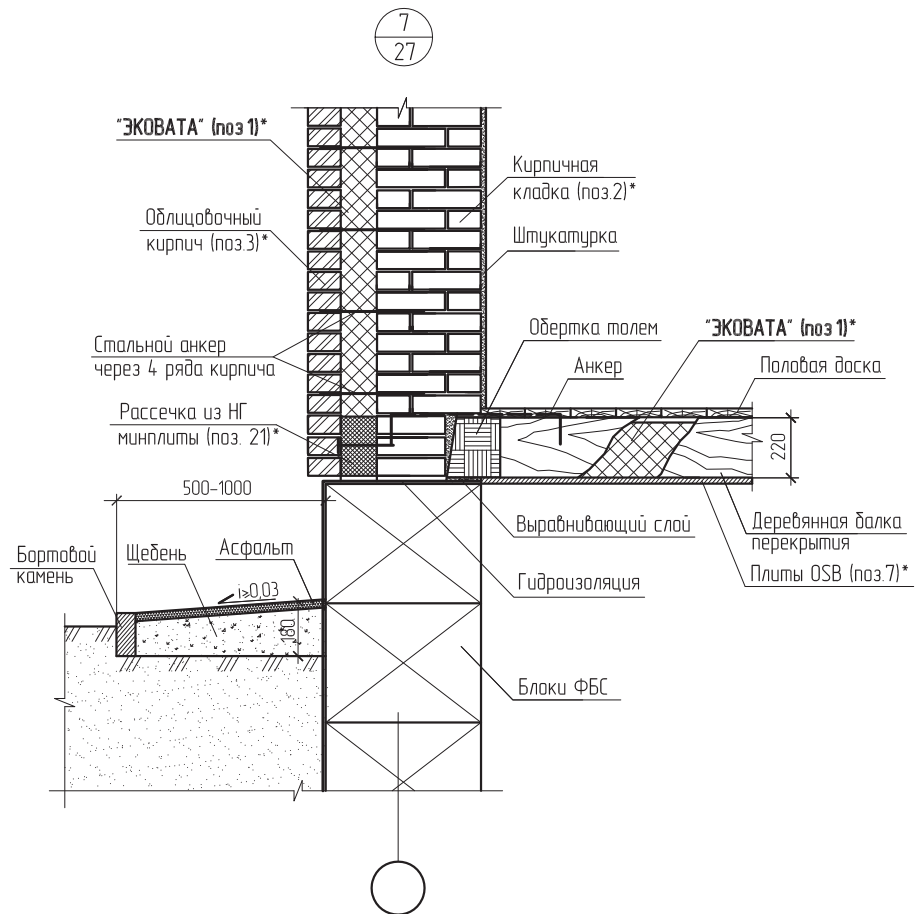 7
27
"ЭКОВАТА" (поз 1)*
Кирпичная
кладка (поз.2)*
Облицовочный
кирпич (поз.3)*
Штукатурка
Обертка толем
"ЭКОВАТА" (поз 1)*
Стальной анкер
через 4 ряда кирпича
Анкер
Половая доска
Рассечка из НГ
минплиты (поз. 21)*
220
500-1000
Выравнивающий слой
Деревянная балка
перекрытия
Бортовой
камень
Щебень
Асфальт
Плиты OSB (поз.7)*
i≥0,03
Гидроизоляция
180
Блоки ФБС